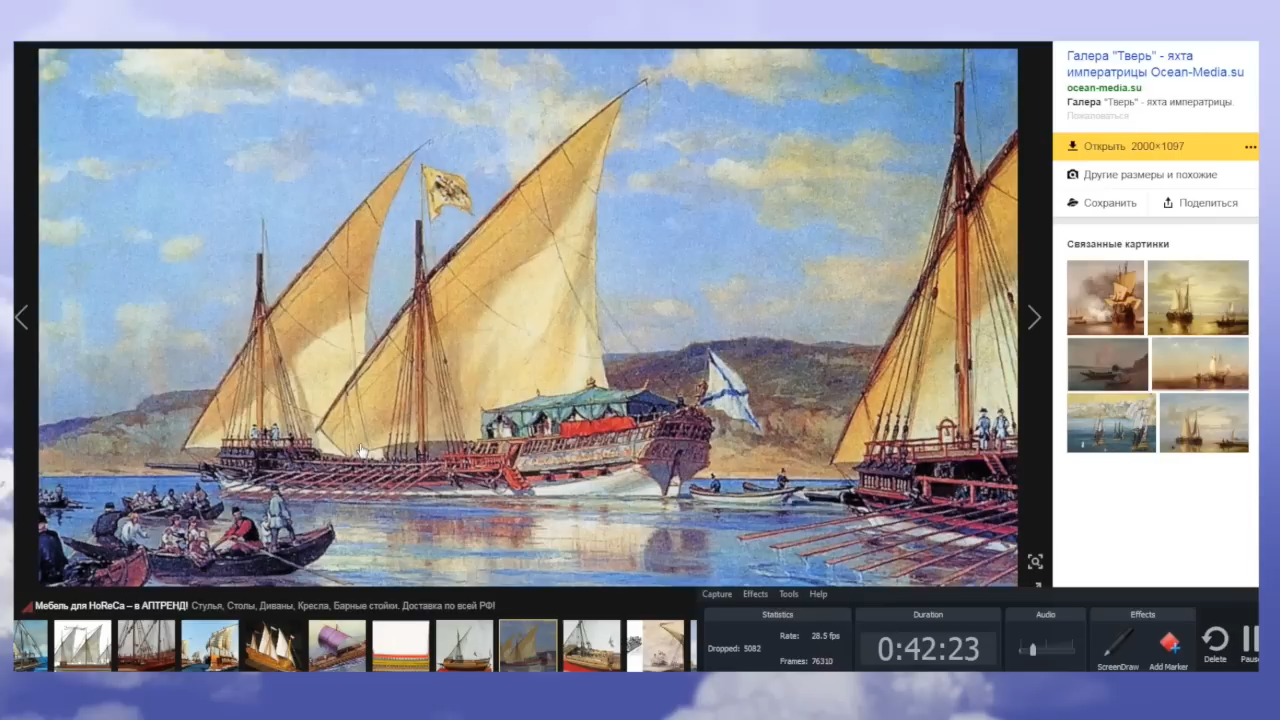 Галера "Тверь" - яхта
императрицы Ocean-Media.su
ocean-media.su
Галера "Тверь" - яхта императрицы.
Пожаловаться
Открыть 2000×1097
Другие размеры и похожие
Сохранить
Поделиться
Связанные картинки
Мебель для HoReCa – в АПТРЕНД! Стулья, Столы, Диваны, Кресла, Барные стойки. Доставка по всей РФ!
Capture Effects Tools Help
Statistics
Duration
Audio
Effects
Rate: 28.5 fps
Dropped: 5082
Frames: 76310
0:42:23
ScreenDraw
Add Marker
Delete
Paus